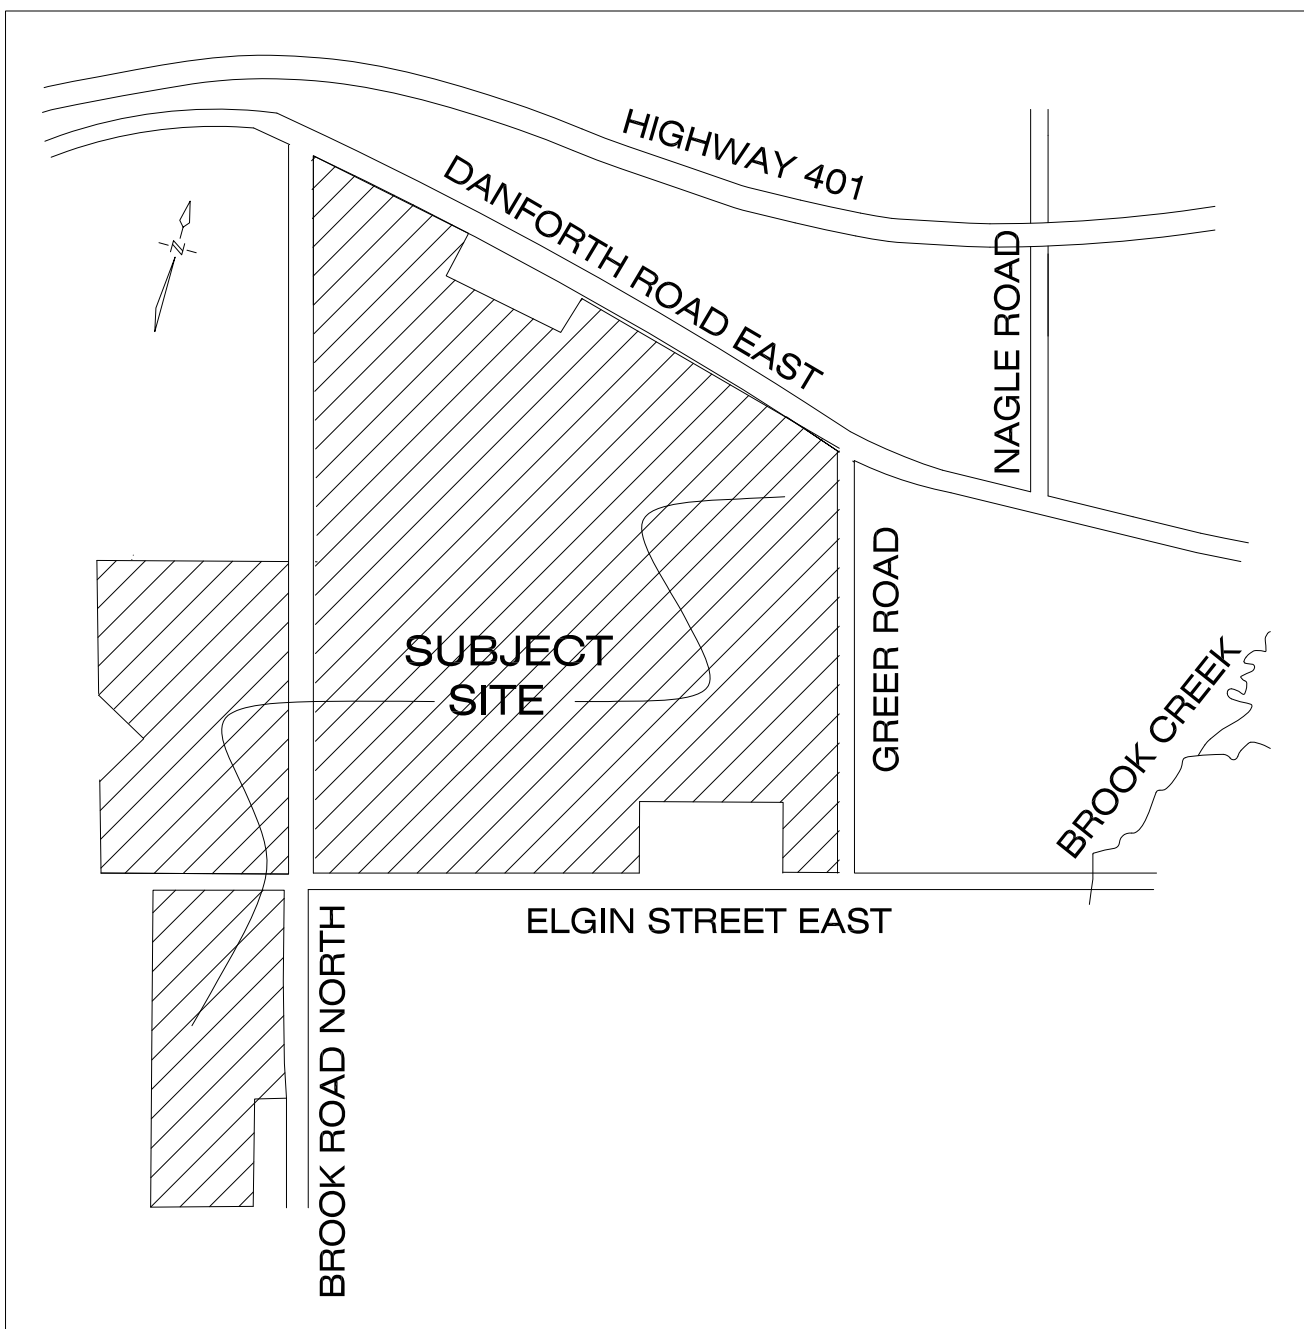 HIGHWAY 401
DANFORTH ROAD EAST
N
NAGLE ROAD
GREER ROAD
SUBJECT
SITE
BROOK CREEK
ELGIN STREET EAST
BROOK ROAD NORTH